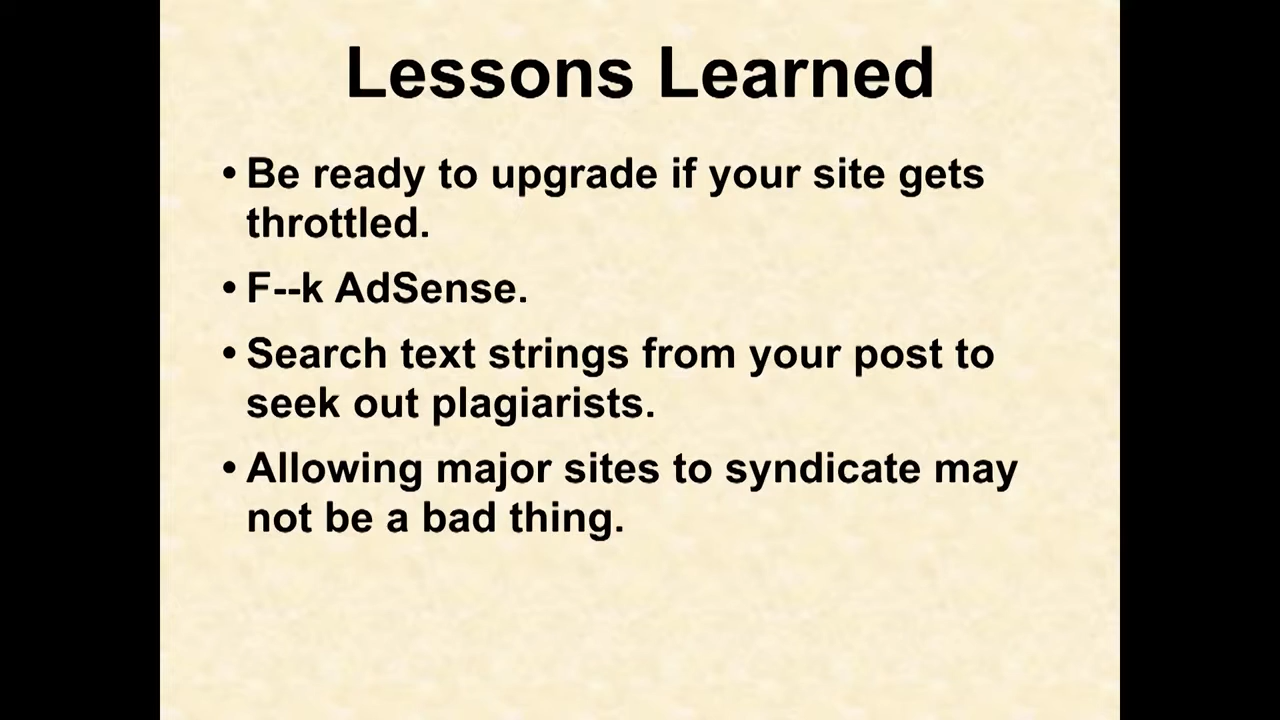 Lessons Learned
• Be ready to upgrade if your site gets
throttled.
• F--k AdSense.
• Search text strings from your post to
seek out plagiarists.
• Allowing major sites to syndicate may
not be a bad thing.